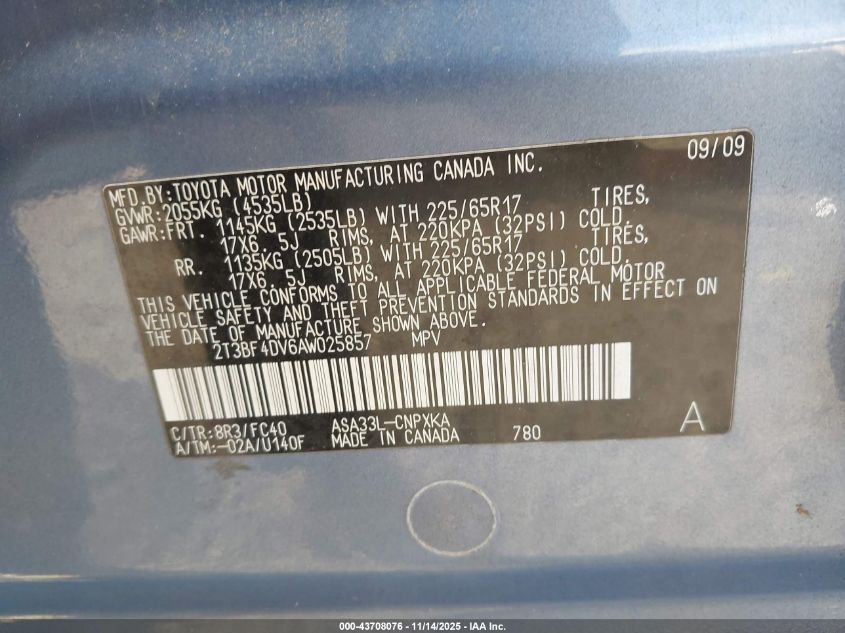 MFD.BY:TOYOTA MOTOR MANUFACTURING CANADA INC. 09/09
GVWR:2055KG (4535LB)
GAWR:FRT. 1145KG (2535LB) WITH 225/65R17 TIRES,
17X6.5J RIMS, AT 220KPA (32PSI) COLD.
RR. 1135KG (2505LB) WITH 225/65R17 TIRES,
17X6.5J RIMS, AT 220KPA (32PSI) COLD.
THIS VEHICLE CONFORMS TO ALL APPLICABLE FEDERAL MOTOR
VEHICLE SAFETY AND THEFT PREVENTION STANDARDS IN EFFECT ON
THE DATE OF MANUFACTURE SHOWN ABOVE.
2T3BF4DV6AW025857 MPV
C/TR:8R3/FC40 ASA33L-CNPXKA
A/TM:-02A/U140F MADE IN CANADA 780 A
000-43708076 | 11/14/2025 - IAA Inc.